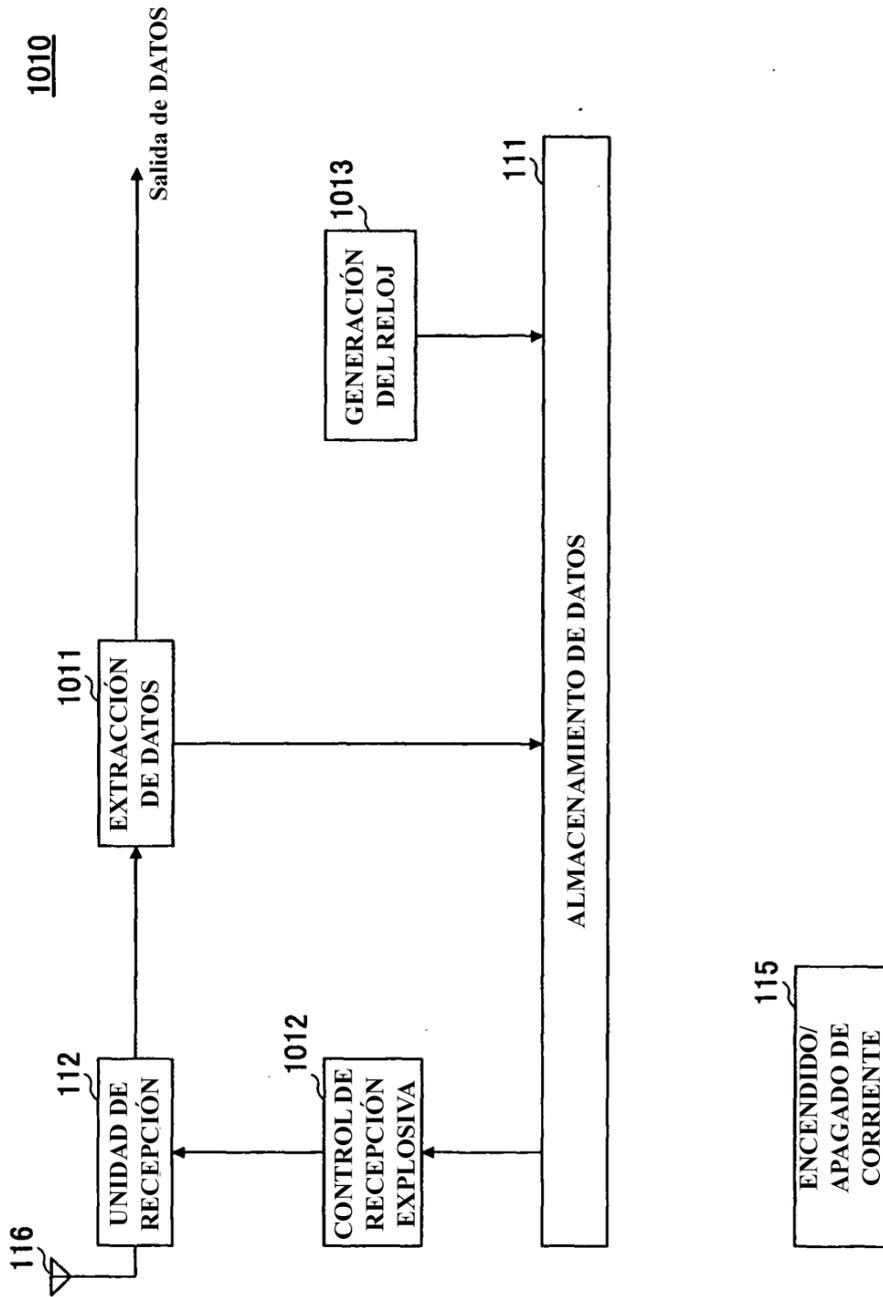 1010
Salida de DATOS
116
112
UNIDAD DE
RECEPCIÓN
1011
EXTRACCIÓN
DE DATOS
1012
CONTROL DE
RECEPCIÓN
EXPLOSIVA
1013
GENERACIÓN
DEL RELOJ
111
ALMACENAMIENTO DE DATOS
115
ENCENDIDO/
APAGADO DE
CORRIENTE